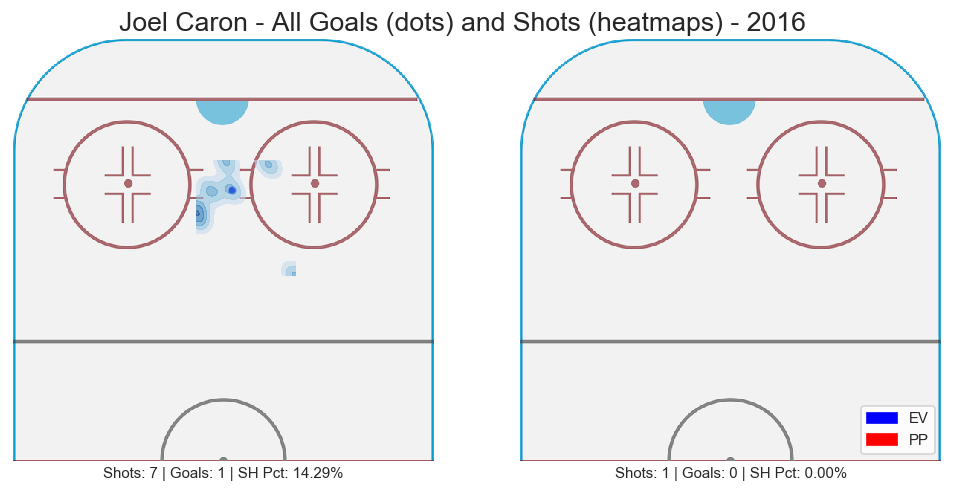 Joel Caron - All Goals (dots) and Shots (heatmaps) - 2016
EV
PP
Shots: 7 | Goals: 1 | SH Pct: 14.29%
Shots: 1 | Goals: 0 | SH Pct: 0.00%